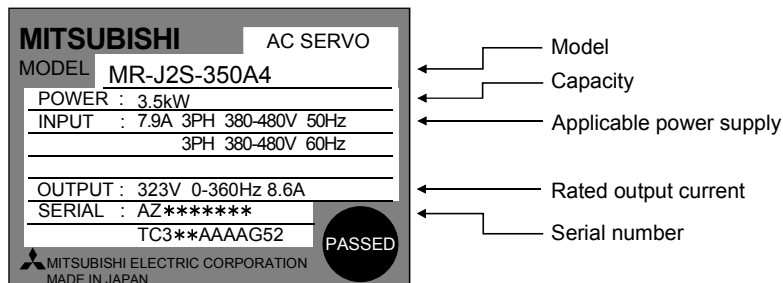 MITSUBISHI AC SERVO
MODEL MR-J2S-350A4
POWER : 3.5kW
INPUT : 7.9A 3PH 380-480V 50Hz
3PH 380-480V 60Hz
OUTPUT : 323V 0-360Hz 8.6A
SERIAL : AZ∗∗∗∗∗∗∗
TC3∗∗AAAAG52
PASSED
MITSUBISHI ELECTRIC CORPORATION
MADE IN JAPAN
Model
Capacity
Applicable power supply
Rated output current
Serial number